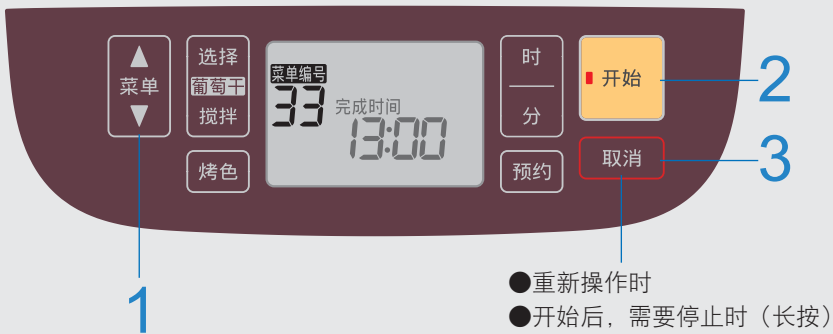 ▲
菜单
▼
选择
葡萄干
搅拌
烤色
菜单编号
33
完成时间
13:00
时
分
预约
开始
取消
1
2
3
●重新操作时
●开始后，需要停止时（长按）